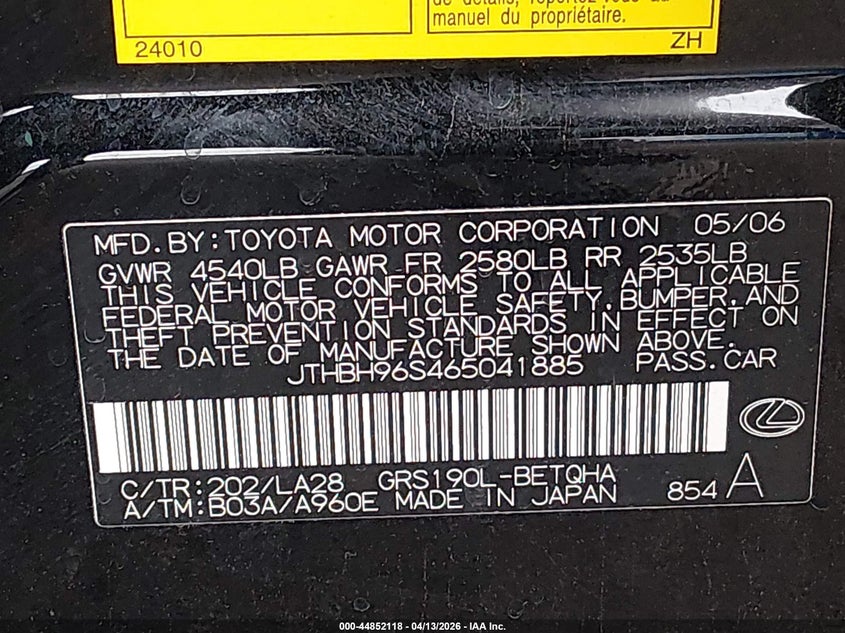 de détails, reportez-vous au
manuel du propriétaire.
24010
ZH
MFD.BY:TOYOTA MOTOR CORPORATION 05/06
GVWR 4540LB GAWR FR 2580LB RR 2535LB
THIS VEHICLE CONFORMS TO ALL APPLICABLE
FEDERAL MOTOR VEHICLE SAFETY,BUMPER,AND
THEFT PREVENTION STANDARDS IN EFFECT ON
THE DATE OF MANUFACTURE SHOWN ABOVE.
JTHBH96S465041885 PASS.CAR
C/TR:202/LA28 GRS190L-BETQHA
A/TM:B03A/A960E MADE IN JAPAN 854 A
000-44852118 - 04/13/2026 - IAA Inc.